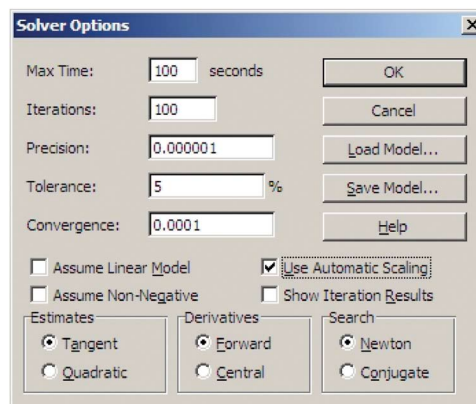 Solver Options
Max Time: 100 seconds OK
Iterations: 100 Cancel
Precision: 0.000001 Load Model...
Tolerance: 5 % Save Model...
Convergence: 0.0001 Help
Assume Linear Model Use Automatic Scaling
Assume Non-Negative Show Iteration Results
Estimates Derivatives Search
Tangent Forward Newton
Quadratic Central Conjugate